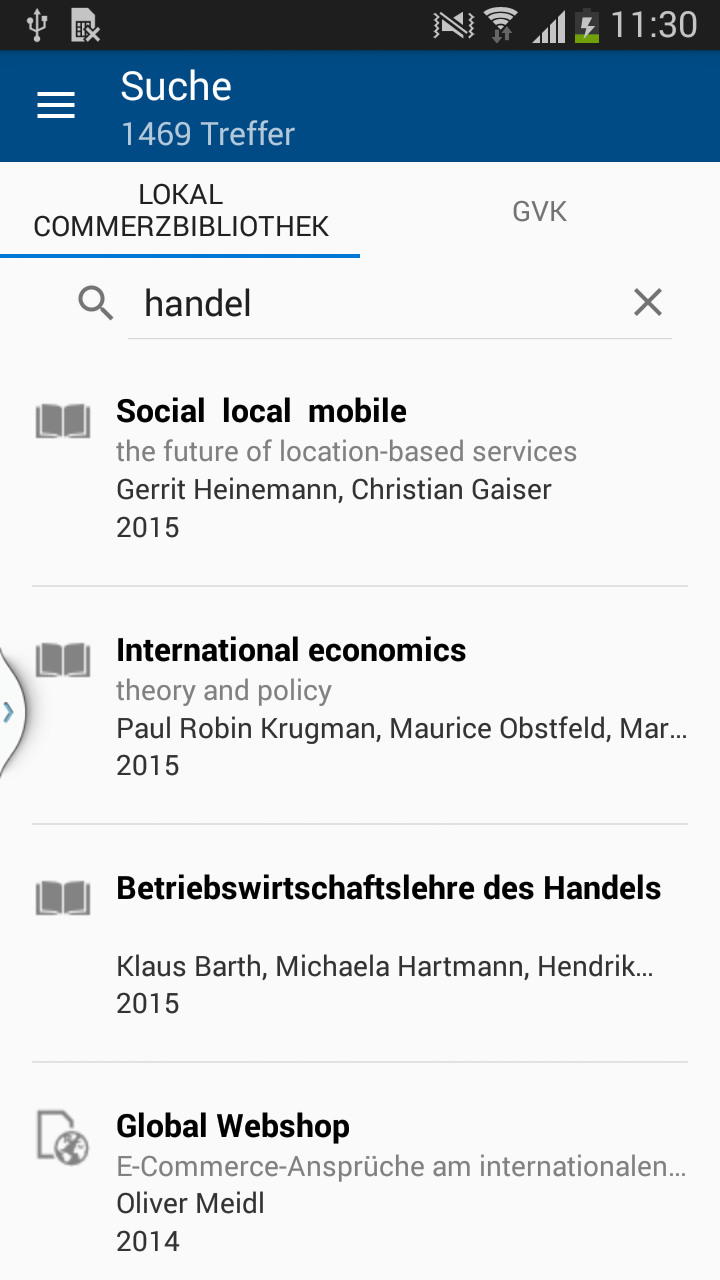 11:30
Suche
1469 Treffer
LOKAL
COMMERZBIBLIOTHEK
GVK
handel
Social local mobile
the future of location-based services
Gerrit Heinemann, Christian Gaiser
2015
International economics
theory and policy
Paul Robin Krugman, Maurice Obstfeld, Mar...
2015
Betriebswirtschaftslehre des Handels
Klaus Barth, Michaela Hartmann, Hendrik...
2015
Global Webshop
E-Commerce-Ansprüche am internationalen...
Oliver Meidl
2014